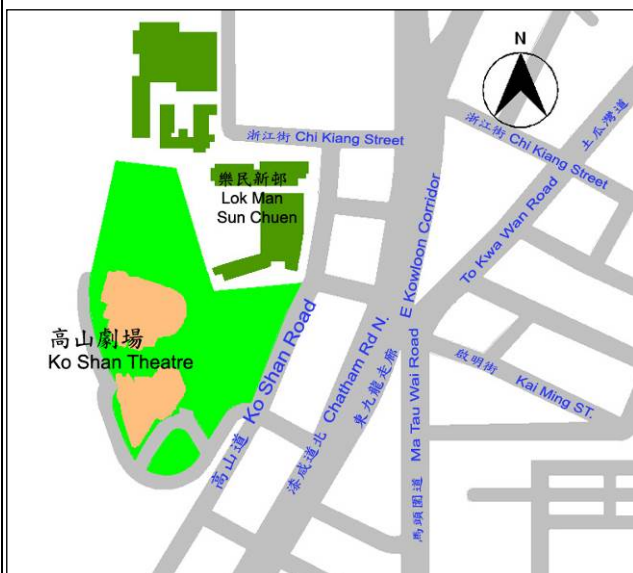 N
浙江街 Chi Kiang Street
浙江街 Chi Kiang Street
土瓜灣道
To Kwa Wan Road
樂民新邨
Lok Man
Sun Chuen
E Kowloon Corridor
東九龍走廊
高山劇場
Ko Shan Theatre
高山道 Ko Shan Road
漆咸道北 Chatham Rd N.
馬頭圍道 Ma Tau Wai Road
啟明街 Kai Ming ST.